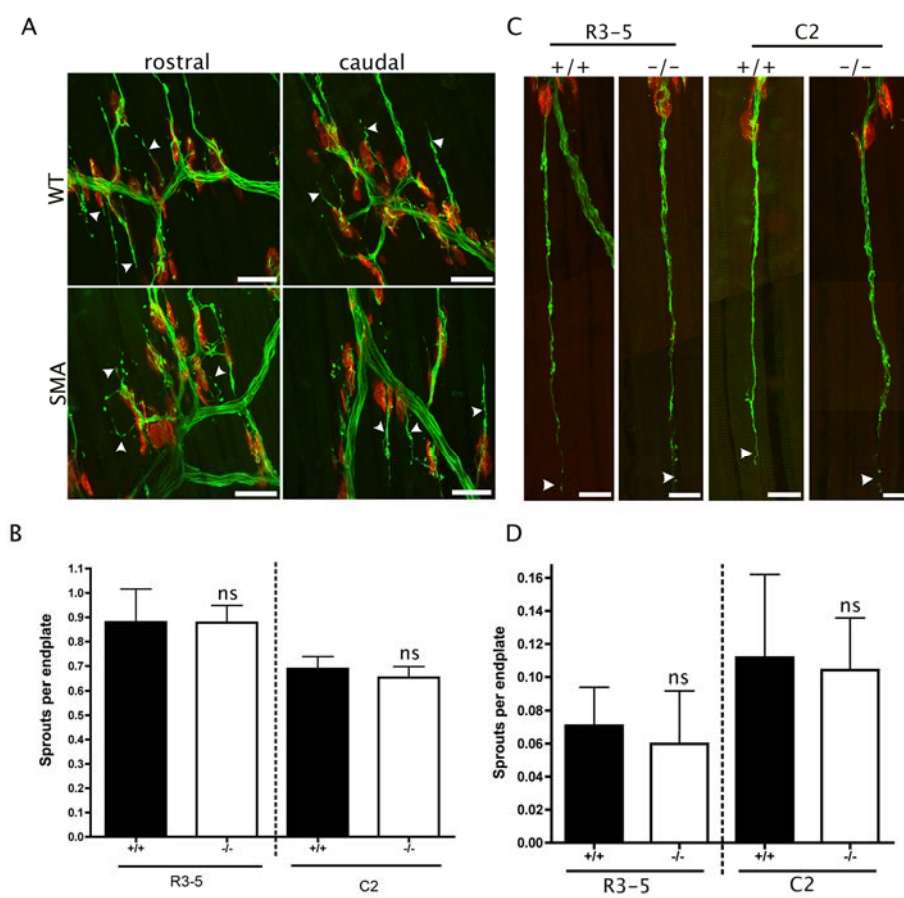 A
rostral
caudal
WT
SMA
C
R3-5
C2
+/+
-/-
+/+
-/-
B
Sprouts per endplate
1.1
1.0
0.9
0.8
0.7
0.6
0.5
0.4
0.3
0.2
0.1
0.0
ns
ns
+/+
-/-
+/+
-/-
R3-5
C2
D
Sprouts per endplate
0.16
0.14
0.12
0.10
0.08
0.06
0.04
0.02
0.00
ns
ns
+/+
-/-
+/+
-/-
R3-5
C2